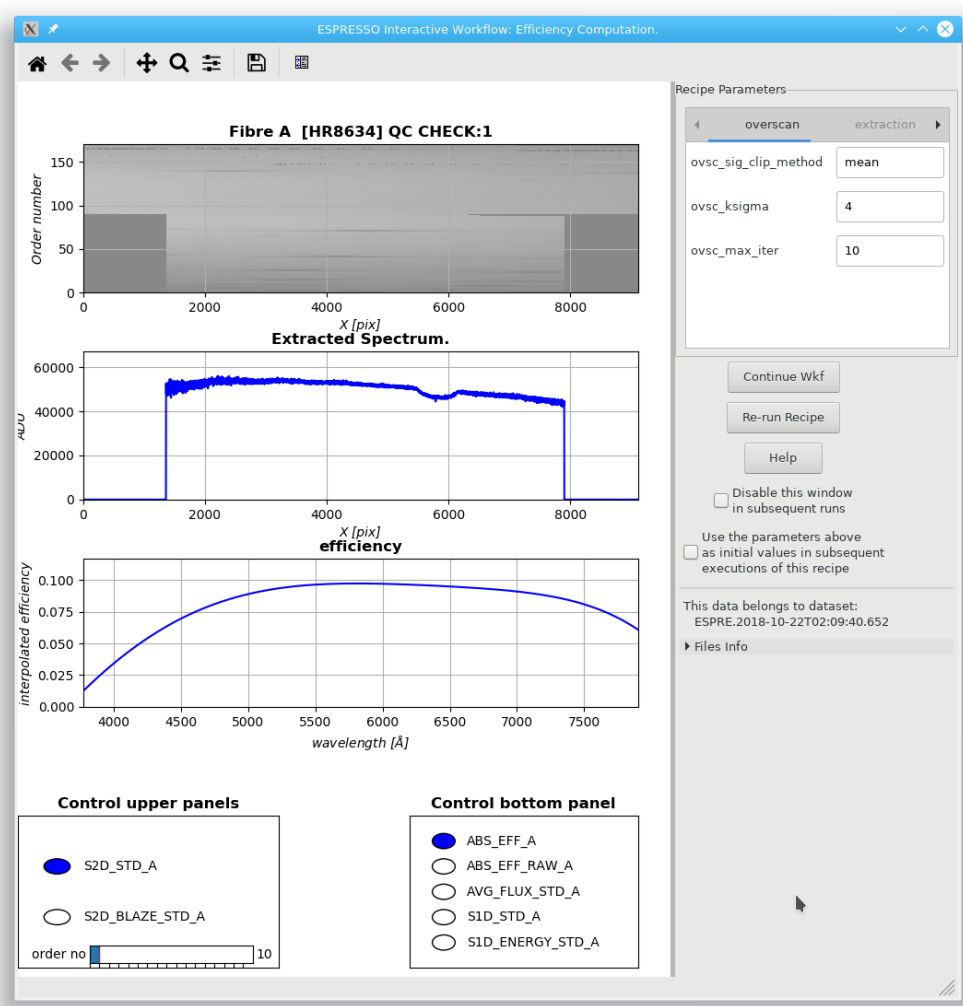 ESPRESSO Interactive Workflow: Efficiency Computation.
Fibre A [HR8634] QC CHECK:1
150
100
50
0
Order number
0 2000 4000 6000 8000
X [pix]
Extracted Spectrum.
60000
40000
20000
0
ADU
0 2000 4000 6000 8000
X [pix]
efficiency
0.100
0.075
0.050
0.025
0.000
interpolated efficiency
4000 4500 5000 5500 6000 6500 7000 7500
wavelength [Å]
Control upper panels
S2D_STD_A
S2D_BLAZE_STD_A
order no 10
Control bottom panel
ABS_EFF_A
ABS_EFF_RAW_A
AVG_FLUX_STD_A
S1D_STD_A
S1D_ENERGY_STD_A
Recipe Parameters
overscan extraction
ovsc_sig_clip_method mean
ovsc_ksigma 4
ovsc_max_iter 10
Continue Wkf
Re-run Recipe
Help
Disable this window
in subsequent runs
Use the parameters above
as initial values in subsequent
executions of this recipe
This data belongs to dataset:
ESPRE.2018-10-22T02:09:40.652
Files Info